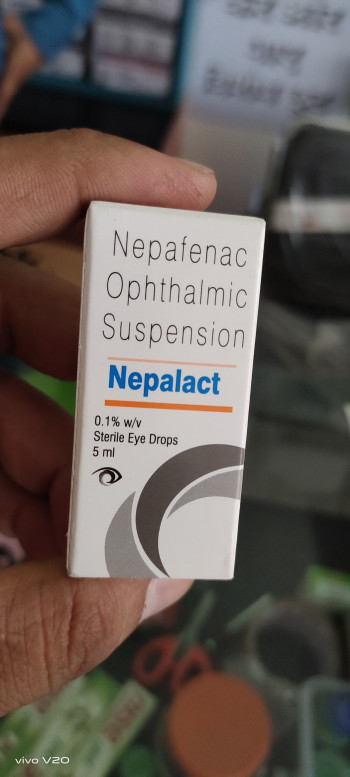 Nepafenac
Ophthalmic
Suspension
Nepalact
0.1% w/v
Sterile Eye Drops
5 ml
vivo V20